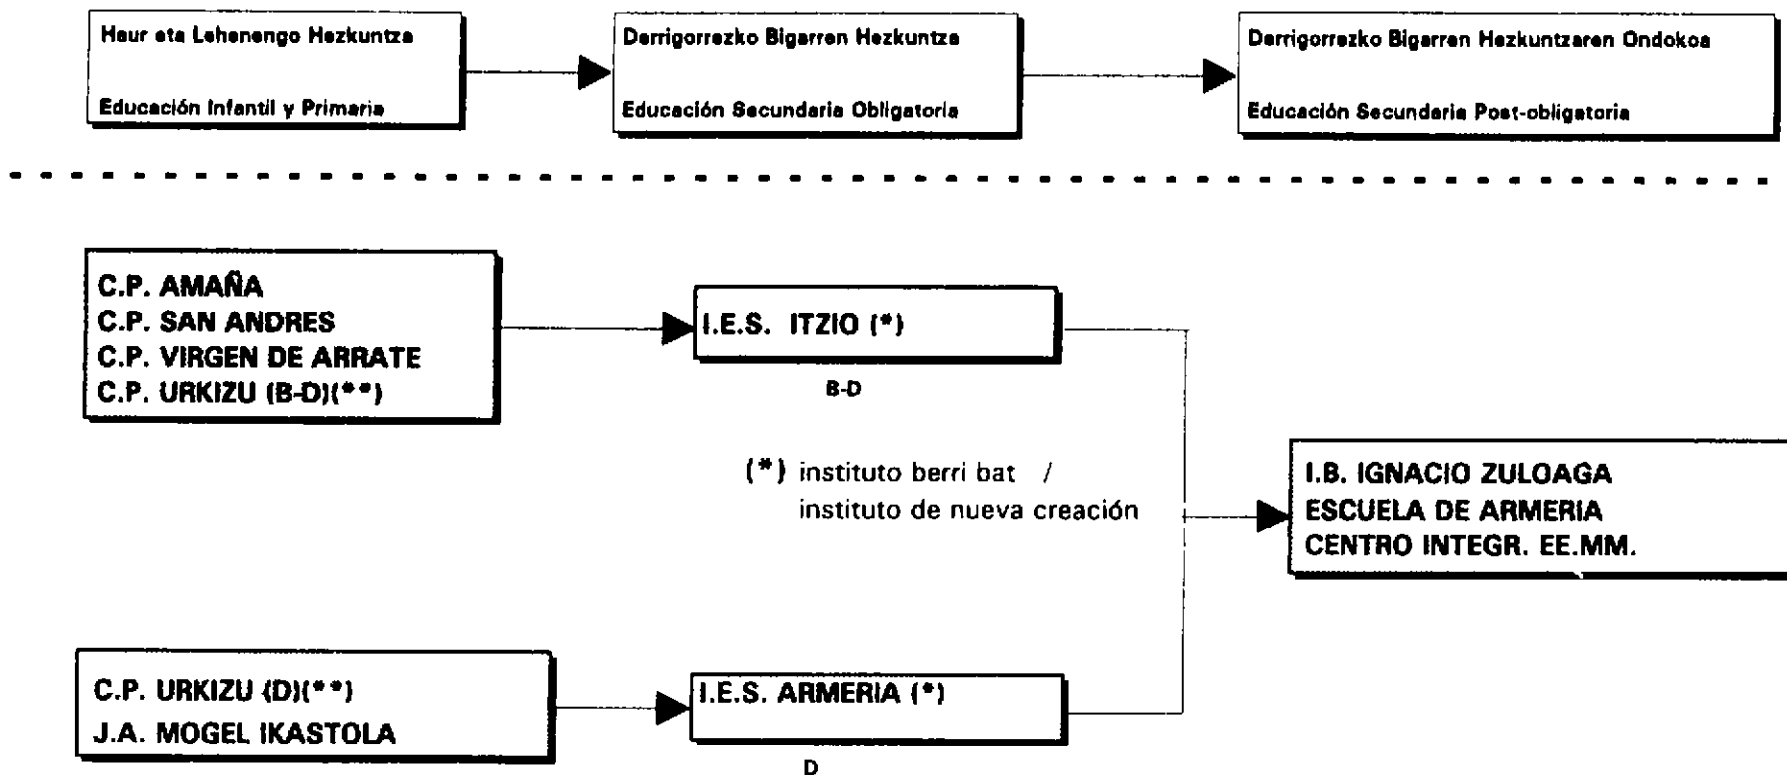 Haur eta Lehenengo Hezkuntza
Educación Infantil y Primaria
Derrigorrezko Bigarren Hezkuntza
Educación Secundaria Obligatoria
Derrigorrezko Bigarren Hezkuntzaren Ondokoa
Educación Secundaria Post-obligatoria
C.P. AMAÑA
C.P. SAN ANDRES
C.P. VIRGEN DE ARRATE
C.P. URKIZU (B-D)(**)
I.E.S. ITZIO (*)
B-D
(*) instituto berri bat /
instituto de nueva creación
I.B. IGNACIO ZULOAGA
ESCUELA DE ARMERIA
CENTRO INTEGR. EE.MM.
C.P. URKIZU (D)(**)
J.A. MOGEL IKASTOLA
I.E.S. ARMERIA (*)
D